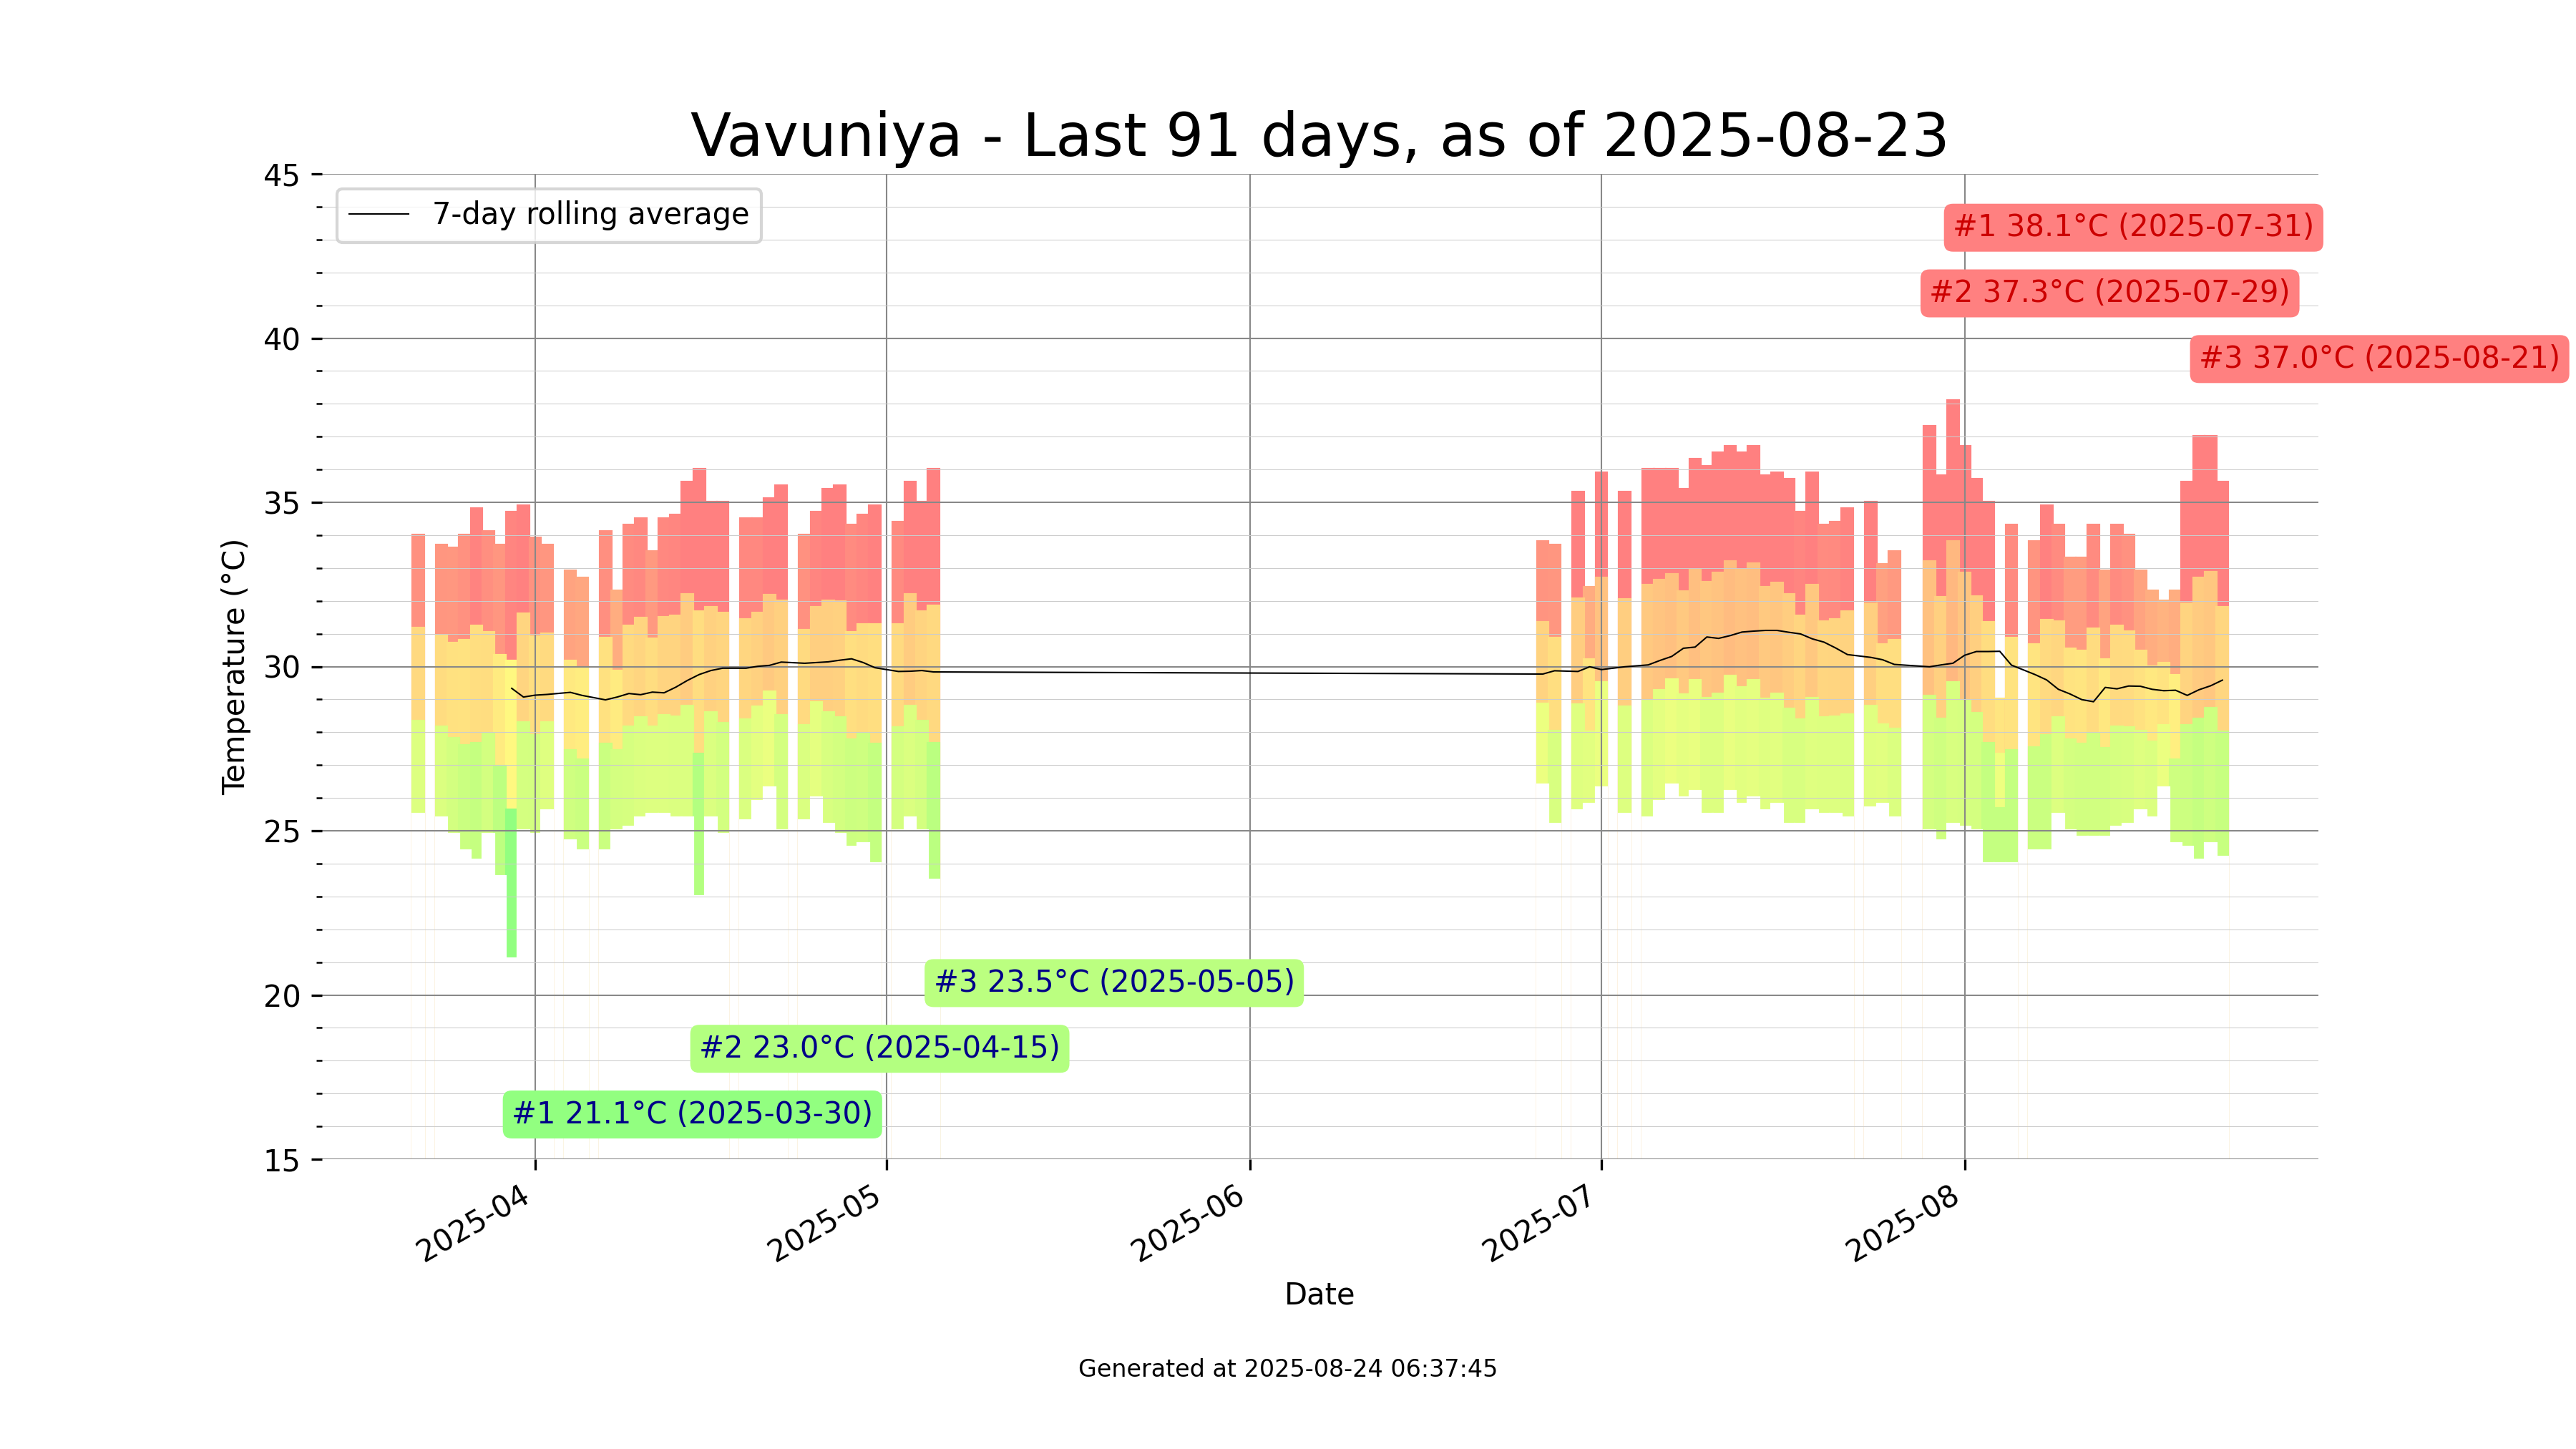 Vavuniya - Last 91 days, as of 2025-08-23
7-day rolling average
#1 38.1°C (2025-07-31)
#2 37.3°C (2025-07-29)
#3 37.0°C (2025-08-21)
45
40
35
30
25
20
15
Temperature (°C)
#3 23.5°C (2025-05-05)
#2 23.0°C (2025-04-15)
#1 21.1°C (2025-03-30)
2025-04
2025-05
2025-06
2025-07
2025-08
Date
Generated at 2025-08-24 06:37:45